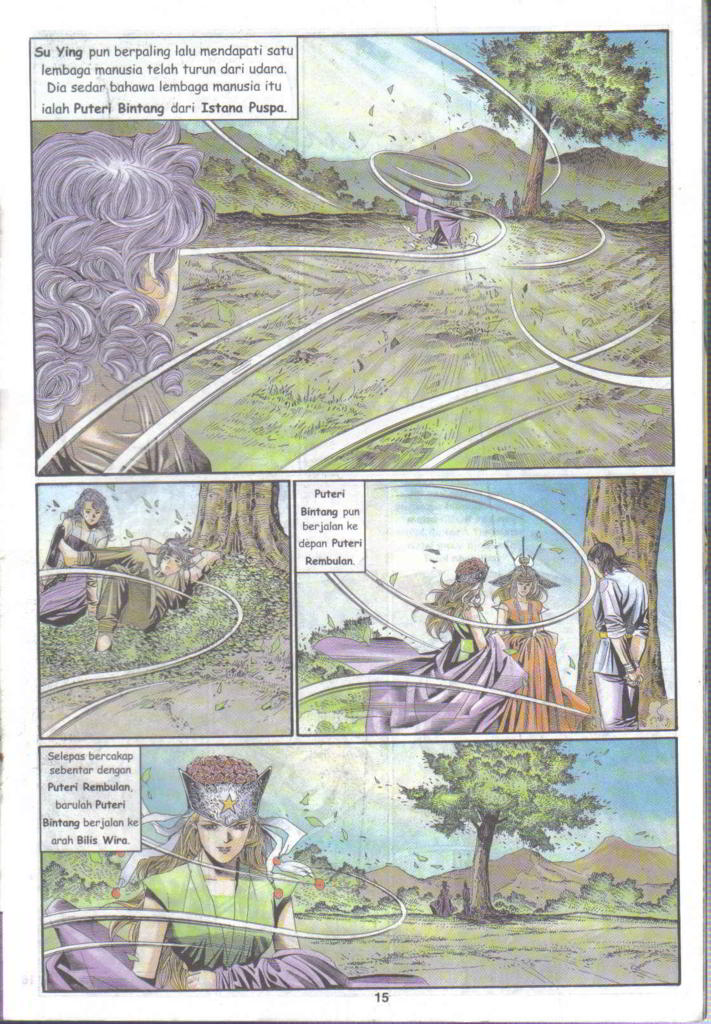 Su Ying pun berpaling lalu mendapati satu
lembaga manusia telah turun dari udara.
Dia sedar bahawa lembaga manusia itu
ialah Puteri Bintang dari Istana Puspa.
Puteri
Bintang pun
berjalan ke
depan Puteri
Rembulan.
Selepas bercakap
sebentar dengan
Puteri Rembulan,
barulah Puteri
Bintang berjalan ke
arah Bilis Wira.
15